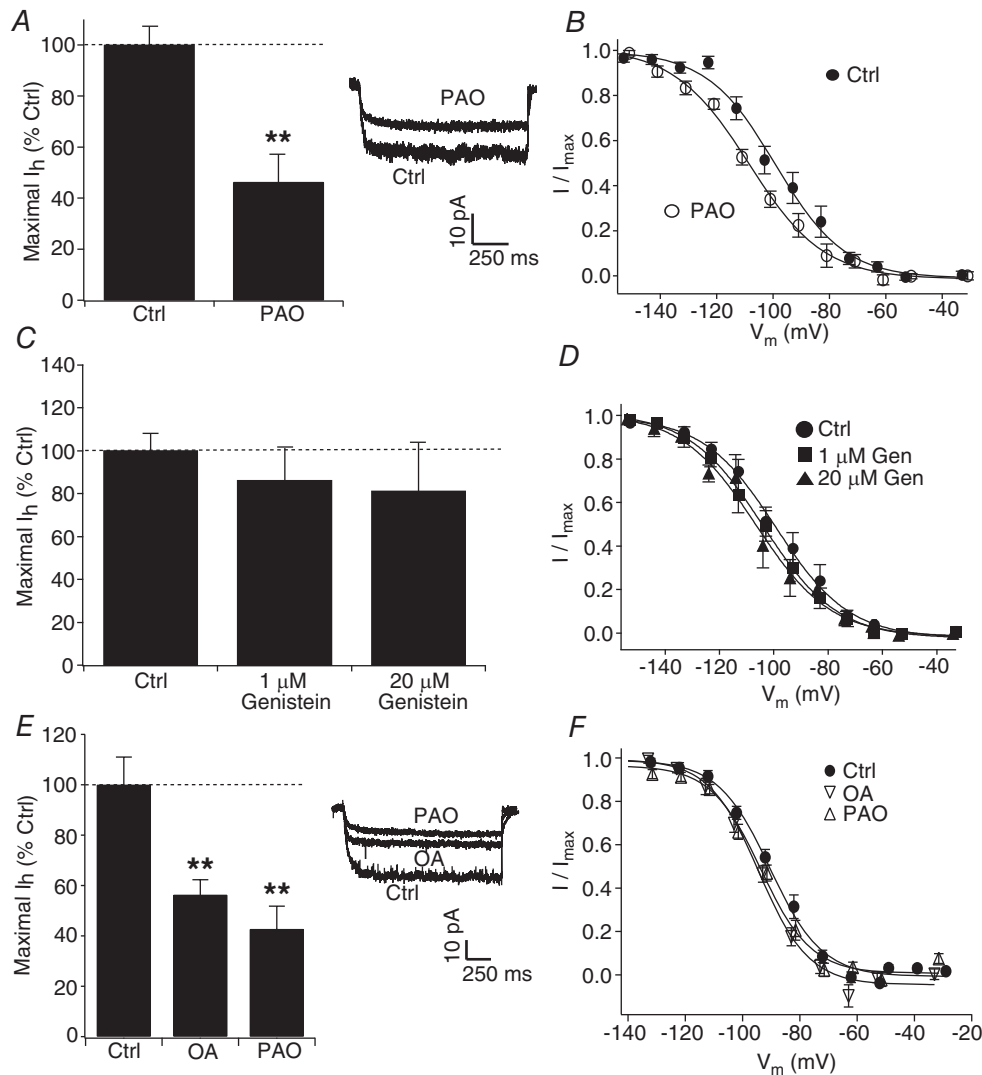 A
Maximal Ih (% Ctrl)
100
80
60
40
20
0
**
Ctrl
PAO
PAO
Ctrl
10 pA
250 ms
B
I / Imax
1.0
0.8
0.6
0.4
0.2
0.0
Ctrl
PAO
-140 -120 -100 -80 -60 -40
Vm (mV)
C
Maximal Ih (% Ctrl)
140
120
100
80
60
40
20
0
Ctrl
1 μM
Genistein
20 μM
Genistein
D
I / Imax
1.0
0.8
0.6
0.4
0.2
0.0
Ctrl
1 μM Gen
20 μM Gen
-140 -120 -100 -80 -60 -40
Vm (mV)
E
Maximal Ih (% Ctrl)
120
100
80
60
40
20
0
**
**
Ctrl
OA
PAO
PAO
OA
Ctrl
10 pA
250 ms
F
I / Imax
1.0
0.8
0.6
0.4
0.2
0.0
Ctrl
OA
PAO
-140 -120 -100 -80 -60 -40 -20
Vm (mV)